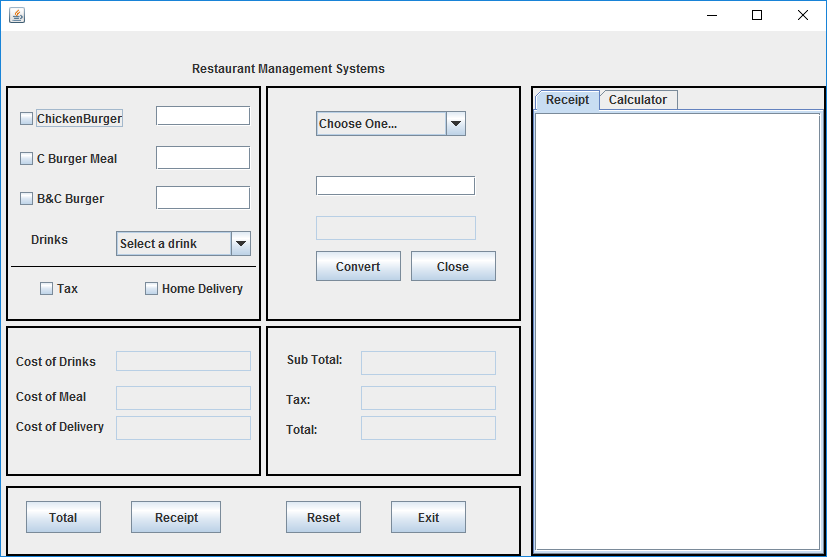 Restaurant Management Systems
ChickenBurger
C Burger Meal
B&C Burger
Drinks
Select a drink
Tax
Home Delivery
Choose One...
Convert
Close
Receipt
Calculator
Cost of Drinks
Cost of Meal
Cost of Delivery
Sub Total:
Tax:
Total:
Total
Receipt
Reset
Exit